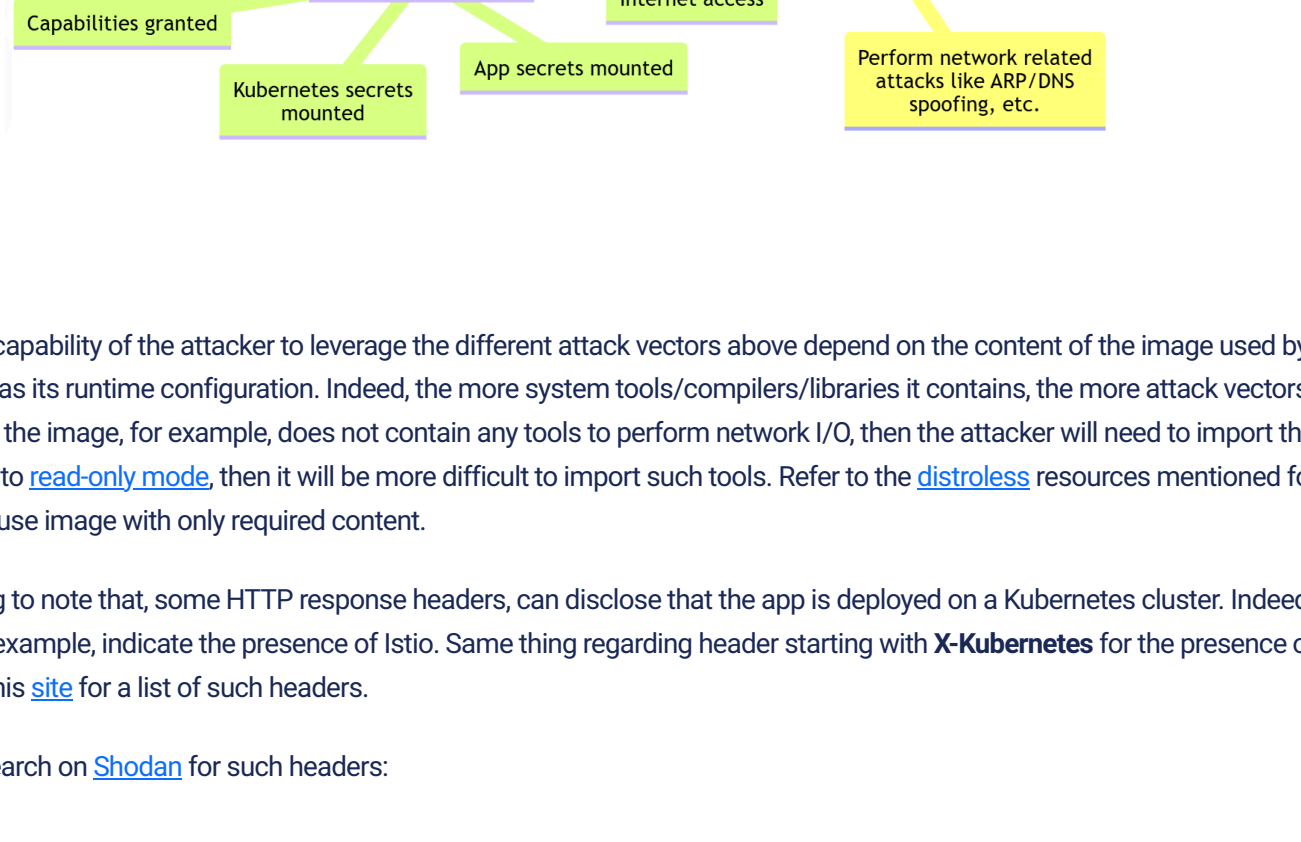 Internet access
Capabilities granted
Kubernetes secrets
mounted
App secrets mounted
Perform network related
attacks like ARP/DNS
spoofing, etc.
capability of the attacker to leverage the different attack vectors above depend on the content of the image used by
as its runtime configuration. Indeed, the more system tools/compilers/libraries it contains, the more attack vectors
the image, for example, does not contain any tools to perform network I/O, then the attacker will need to import th
to read-only mode, then it will be more difficult to import such tools. Refer to the distroless resources mentioned fo
use image with only required content.
g to note that, some HTTP response headers, can disclose that the app is deployed on a Kubernetes cluster. Indeed
example, indicate the presence of Istio. Same thing regarding header starting with X-Kubernetes for the presence o
his site for a list of such headers.
earch on Shodan for such headers: